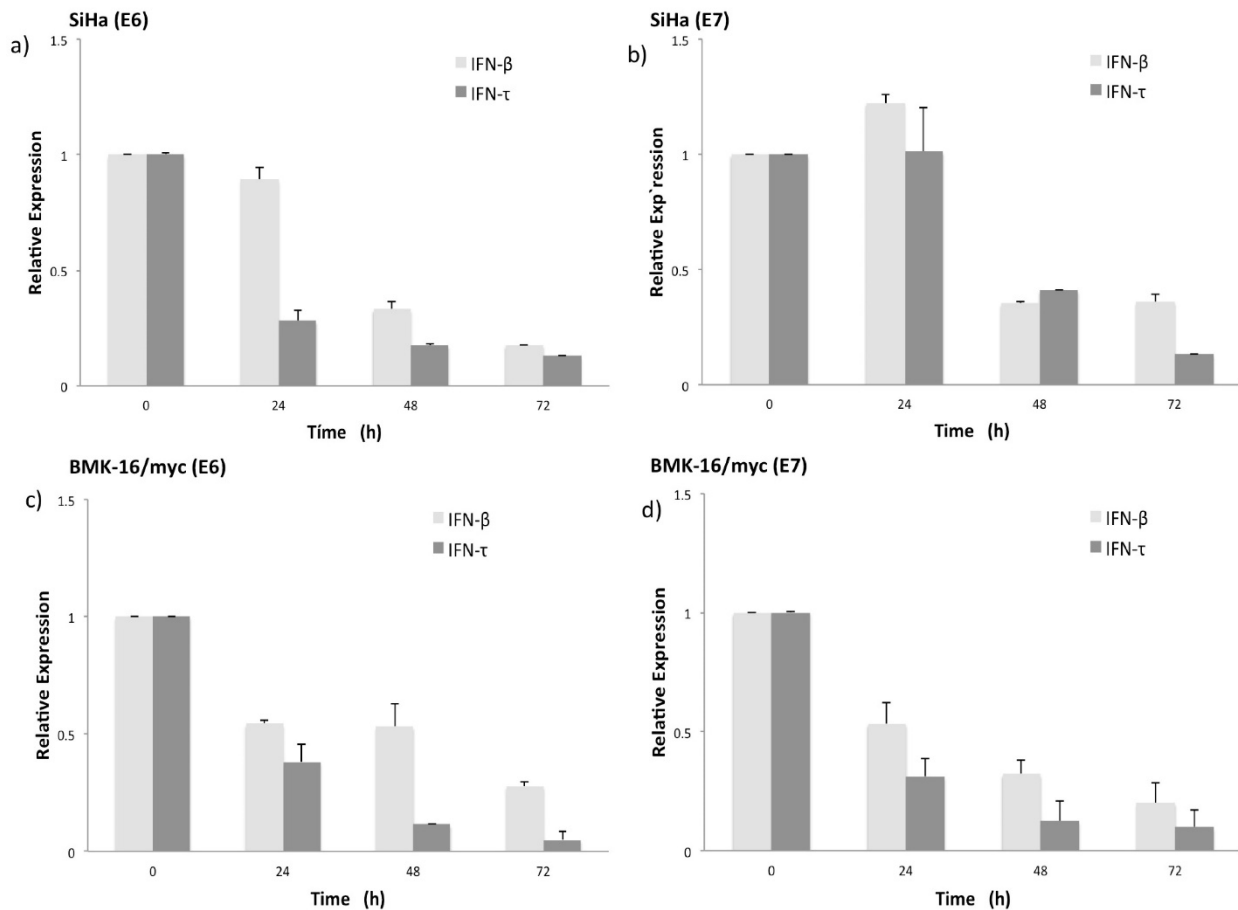 SiHa (E6)
a)
1.5
1
0.5
0
Relative Expression
IFN-β
IFN-τ
0 24 48 72
Tíme (h)
SiHa (E7)
b)
1.5
1
0.5
0
Relative Exp`ression
IFN-β
IFN-τ
0 24 48 72
Time (h)
BMK-16/myc (E6)
c)
1.5
1
0.5
0
Relative Expression
IFN-β
IFN-τ
0 24 48 72
Time (h)
BMK-16/myc (E7)
d)
1.5
1
0.5
0
Relative Expression
IFN-β
IFN-τ
0 24 48 72
Time (h)